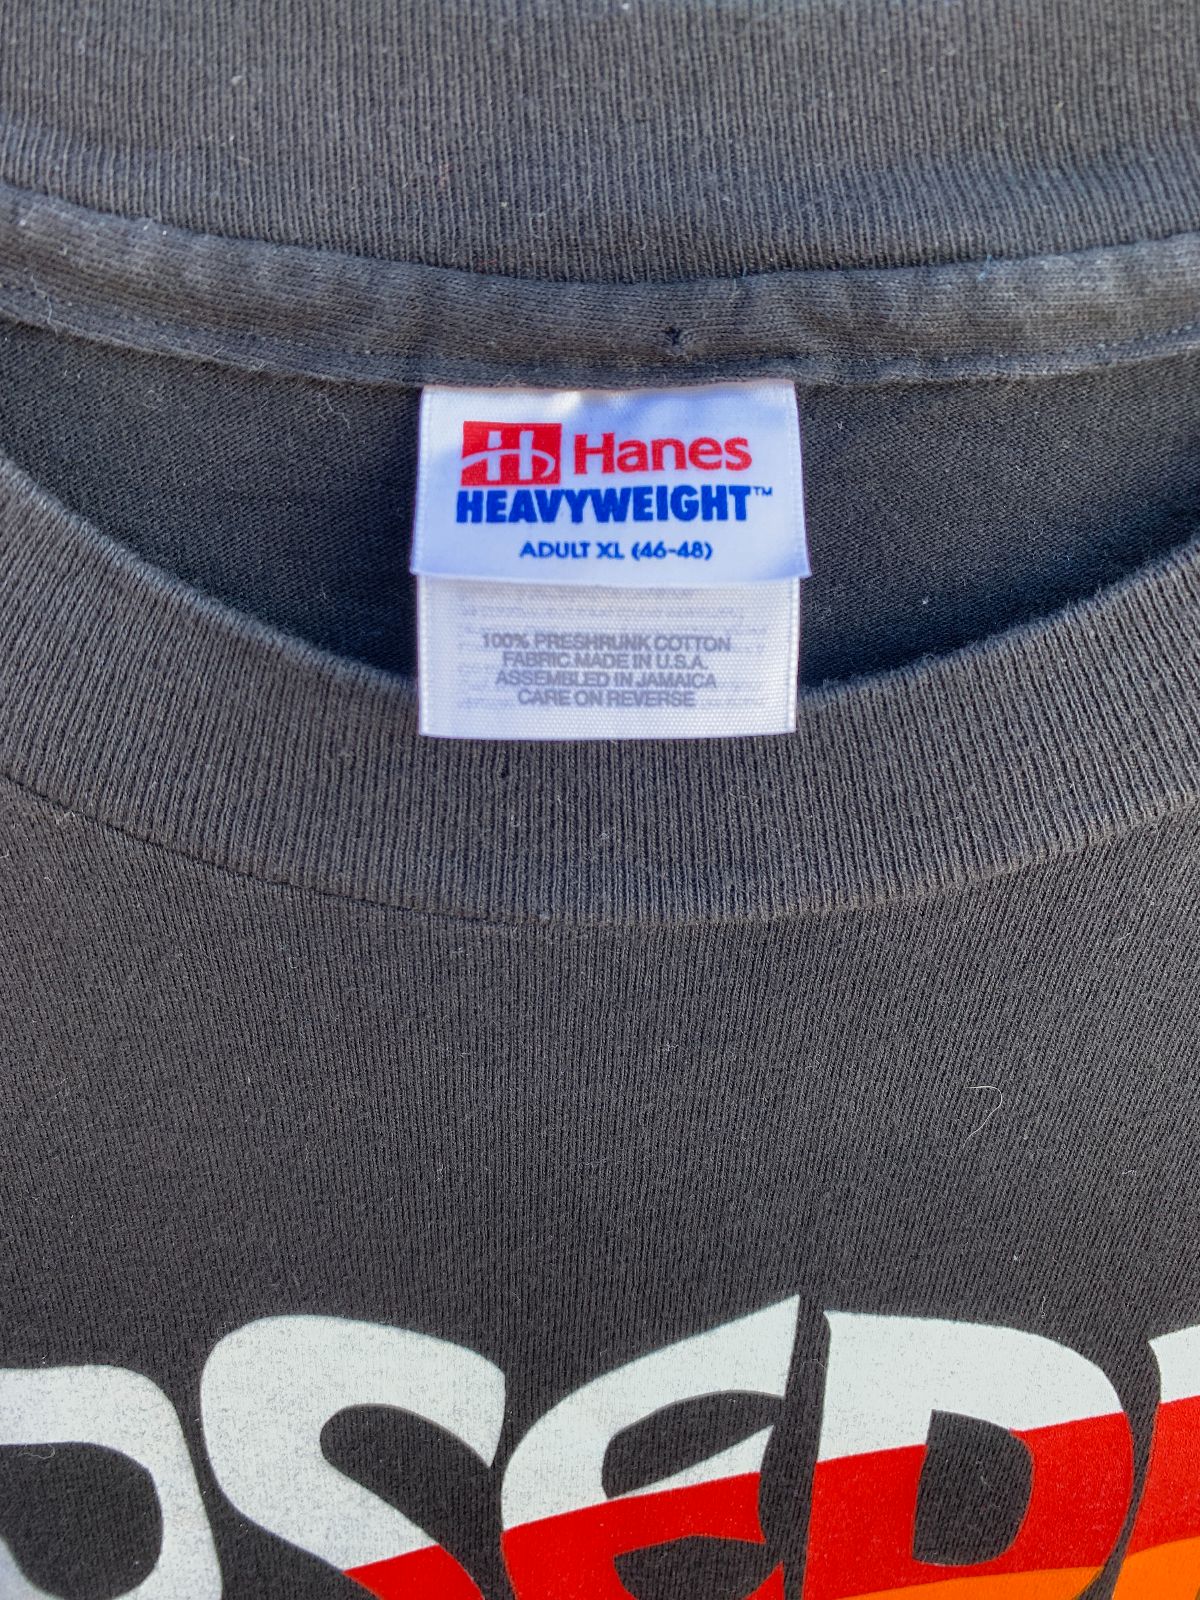 Hanes
HEAVYWEIGHT™
ADULT XL (46-48)
100% PRESHRUNK COTTON
FABRIC MADE IN U.S.A.
ASSEMBLED IN JAMAICA
CARE ON REVERSE